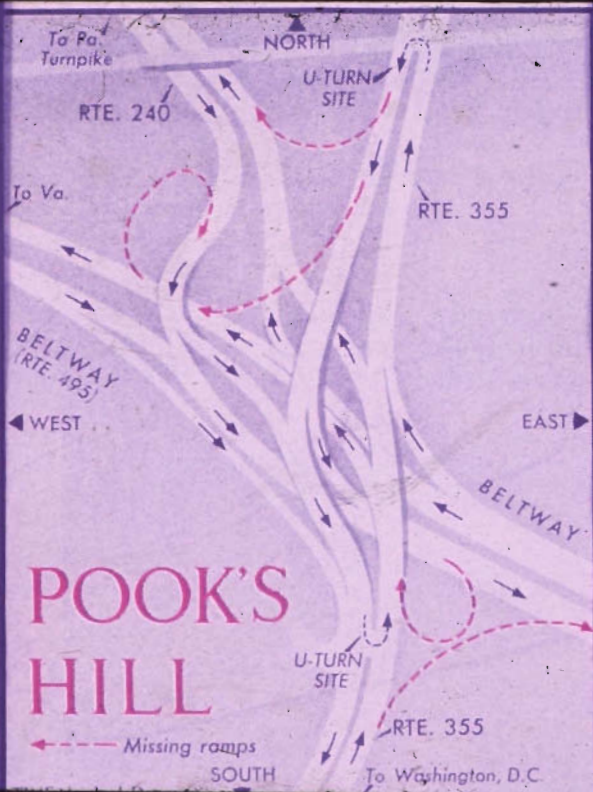 To Pa.
Turnpike
NORTH
U-TURN
SITE
RTE. 240
To Va.
RTE. 355
BELTWAY
(RTE. 495)
WEST
EAST
BELTWAY
POOK'S
HILL
U-TURN
SITE
RTE. 355
Missing ramps
SOUTH
To Washington, D.C.